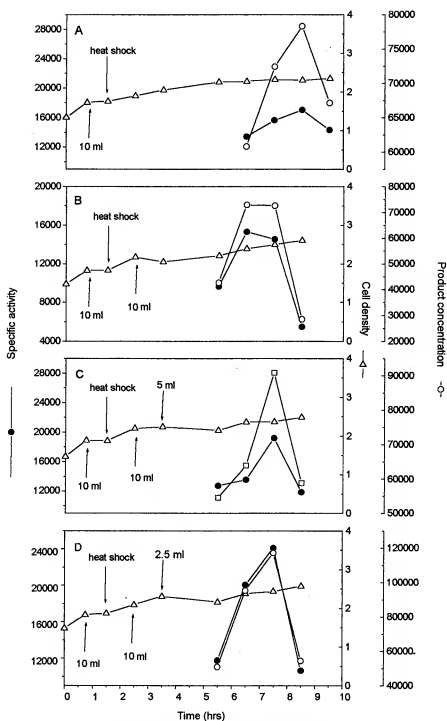 A
28000
24000
20000
16000
12000
heat shock
10 ml
4
3
2
1
0
80000
75000
70000
65000
60000
B
20000
16000
12000
8000
4000
heat shock
10 ml
10 ml
4
3
2
1
0
80000
70000
60000
50000
40000
30000
20000
C
28000
24000
20000
16000
12000
heat shock
5 ml
10 ml
10 ml
4
3
2
1
0
90000
80000
70000
60000
50000
D
24000
20000
16000
12000
heat shock
2.5 ml
10 ml
10 ml
4
3
2
1
0
120000
100000
80000
60000
40000
0 1 2 3 4 5 6 7 8 9 10
Time (hrs)
Specific activity
Cell density
Product concentration -o-